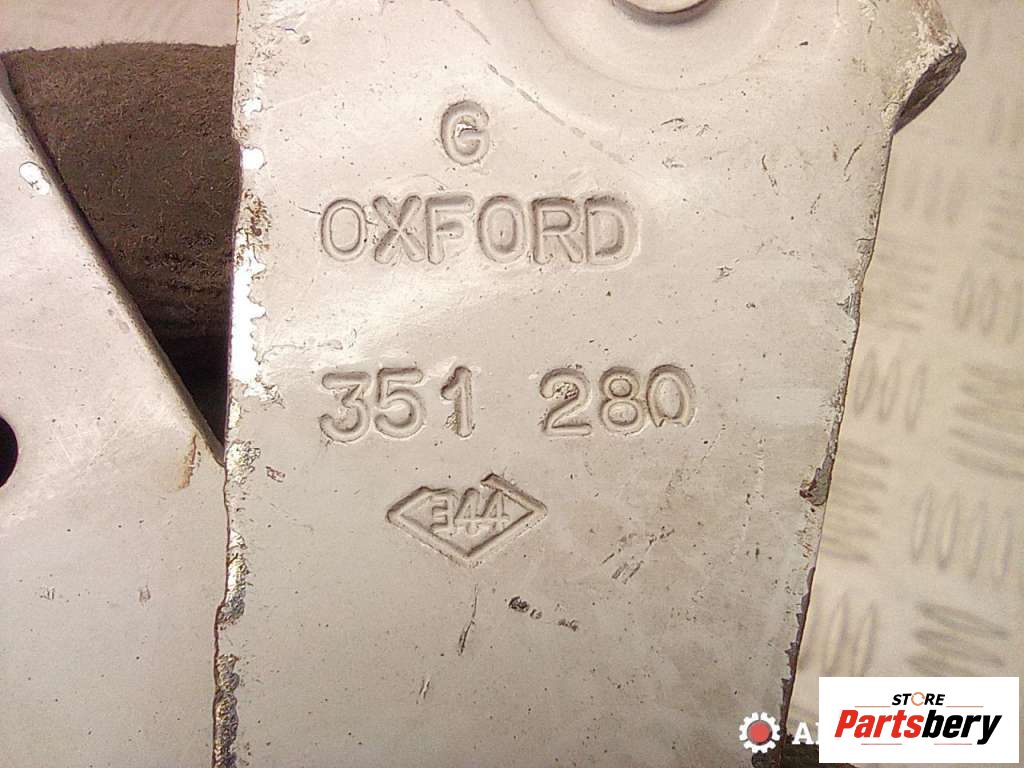 G
OXFORD
351 280
E44
STORE
Partsbery